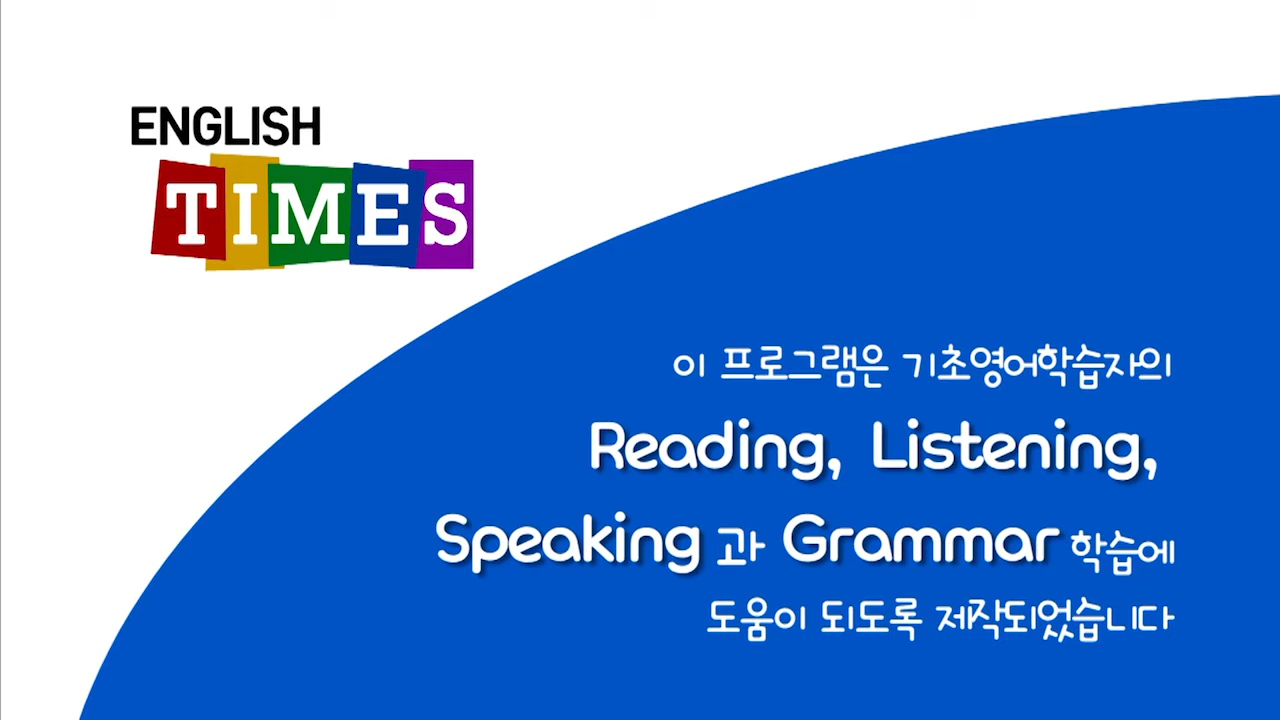 ENGLISH
TIMES
이 프로그램은 기초영어학습자의
Reading, Listening,
Speaking 과 Grammar 학습에
도움이 되도록 제작되었습니다